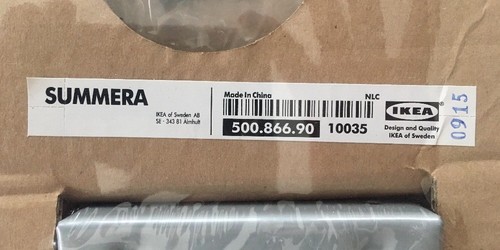 SUMMERA
IKEA of Sweden AB
SE - 343 81 Älmhult
Made in China
NLC
500.866.90 10035
IKEA
Design and Quality
IKEA of Sweden
0915